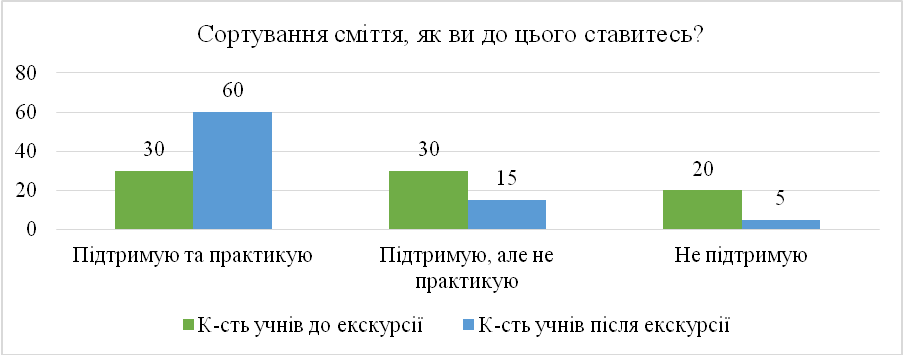 Сортування сміття, як ви до цього ставитесь?
80
60
40
20
0
30
60
30
15
20
5
Підтримую та практикую
Підтримую, але не
практикую
Не підтримую
К-сть учнів до екскурсії
К-сть учнів після екскурсії